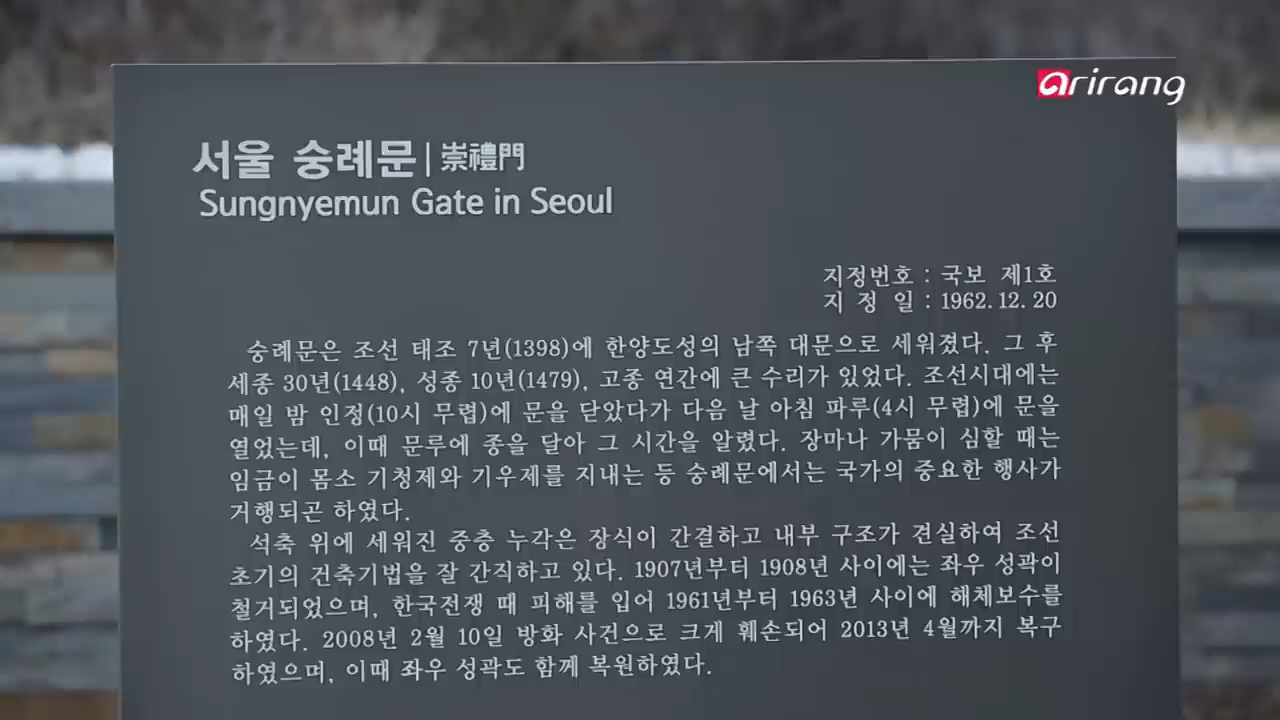 arirang
서울 숭례문 | 崇禮門
Sungnyemun Gate in Seoul
지정번호 : 국보 제1호
지 정 일 : 1962. 12. 20
숭례문은 조선 태조 7년(1398)에 한양도성의 남쪽 대문으로 세워졌다. 그 후
세종 30년(1448), 성종 10년(1479), 고종 연간에 큰 수리가 있었다. 조선시대에는
매일 밤 인정(10시 무렵)에 문을 닫았다가 다음 날 아침 파루(4시 무렵)에 문을
열었는데, 이때 문루에 종을 달아 그 시간을 알렸다. 장마나 가뭄이 심할 때는
임금이 몸소 기청제와 기우제를 지내는 등 숭례문에서는 국가의 중요한 행사가
거행되곤 하였다.
석축 위에 세워진 중층 누각은 장식이 간결하고 내부 구조가 견실하여 조선
초기의 건축기법을 잘 간직하고 있다. 1907년부터 1908년 사이에는 좌우 성곽이
철거되었으며, 한국전쟁 때 피해를 입어 1961년부터 1963년 사이에 해체보수를
하였다. 2008년 2월 10일 방화 사건으로 크게 훼손되어 2013년 4월까지 복구
하였으며, 이때 좌우 성곽도 함께 복원하였다.